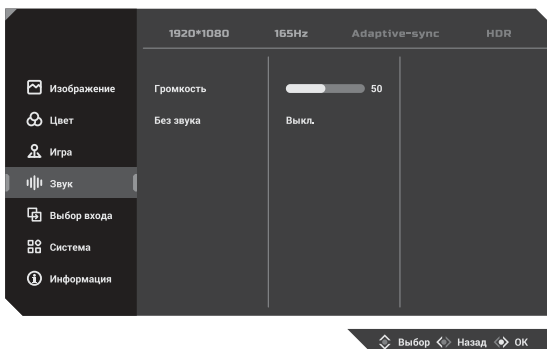 1920*1080 165Hz Adaptive-sync HDR
Изображение Громкость 50
Цвет Без звука Выкл.
Игра
Звук
Выбор входа
Система
Информация
Выбор Назад OK